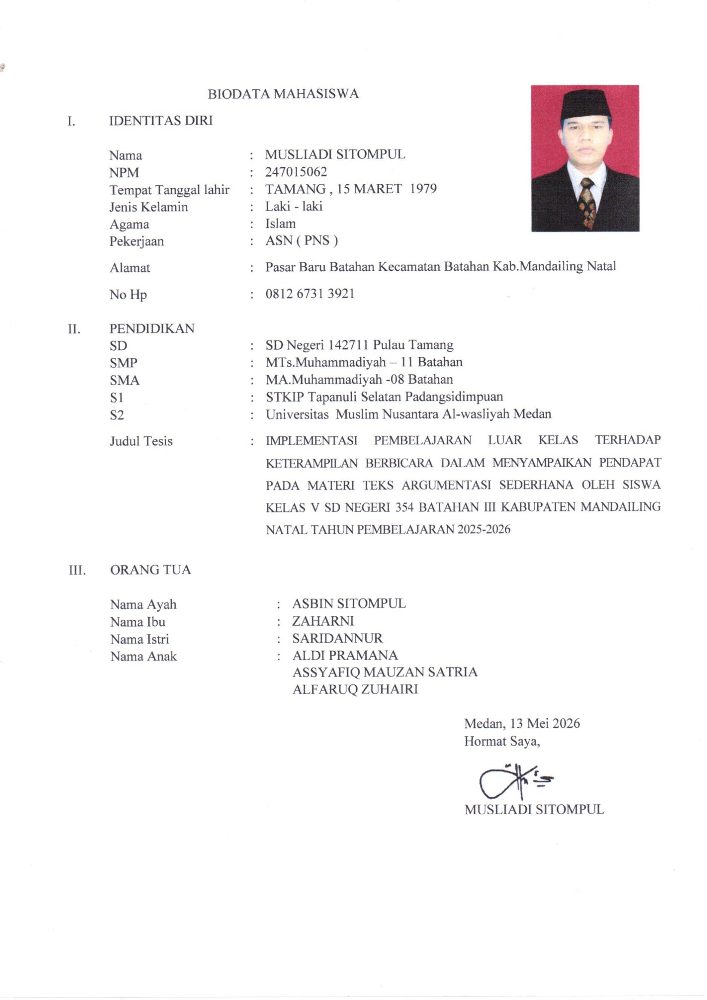 BIODATA MAHASISWA
I. IDENTITAS DIRI
Nama : MUSLIADI SITOMPUL
NPM : 247015062
Tempat Tanggal lahir : TAMANG , 15 MARET 1979
Jenis Kelamin : Laki - laki
Agama : Islam
Pekerjaan : ASN ( PNS )
Alamat : Pasar Baru Batahan Kecamatan Batahan Kab.Mandailing Natal
No Hp : 0812 6731 3921
II. PENDIDIKAN
SD : SD Negeri 142711 Pulau Tamang
SMP : MTs.Muhammadiyah – 11 Batahan
SMA : MA.Muhammadiyah -08 Batahan
S1 : STKIP Tapanuli Selatan Padangsidimpuan
S2 : Universitas Muslim Nusantara Al-wasliyah Medan
Judul Tesis : IMPLEMENTASI PEMBELAJARAN LUAR KELAS TERHADAP
KETERAMPILAN BERBICARA DALAM MENYAMPAIKAN PENDAPAT
PADA MATERI TEKS ARGUMENTASI SEDERHANA OLEH SISWA
KELAS V SD NEGERI 354 BATAHAN III KABUPATEN MANDAILING
NATAL TAHUN PEMBELAJARAN 2025-2026
III. ORANG TUA
Nama Ayah : ASBIN SITOMPUL
Nama Ibu : ZAHARNI
Nama Istri : SARIDANNUR
Nama Anak : ALDI PRAMANA
ASSYAFIQ MAUZAN SATRIA
ALFARUQ ZUHAIRI
Medan, 13 Mei 2026
Hormat Saya,
MUSLIADI SITOMPUL